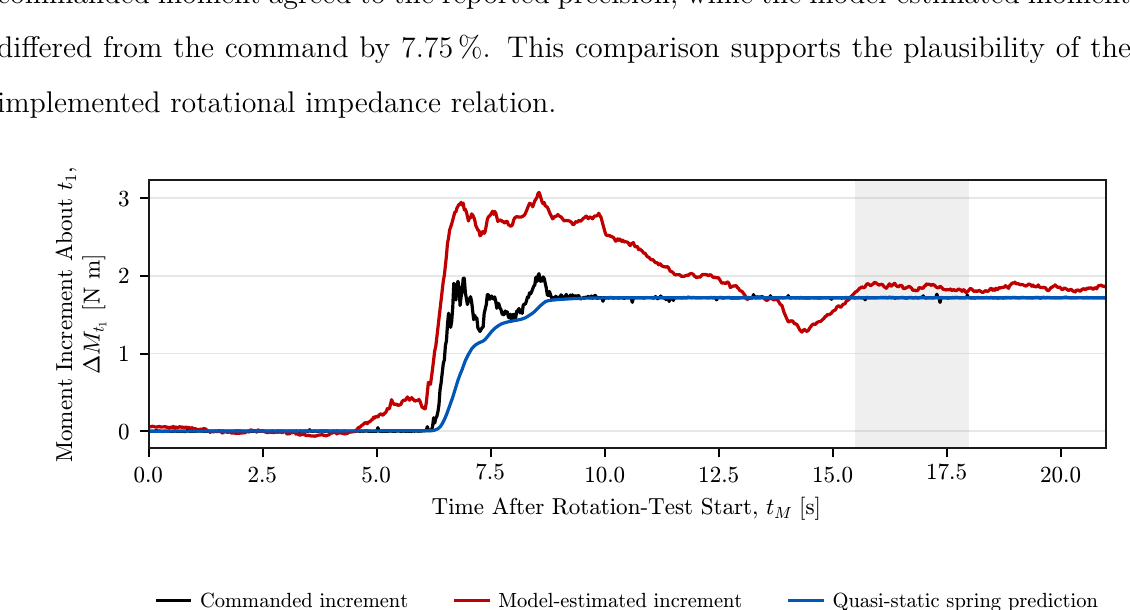 commanded moment agreed to the reported precision, while the model-estimated moment
differed from the command by 7.75 %. This comparison supports the plausibility of the
implemented rotational impedance relation.
Moment Increment About t₁,
ΔM_{t₁} [N m]
3
2
1
0
0.0 2.5 5.0 7.5 10.0 12.5 15.0 17.5 20.0
Time After Rotation-Test Start, t_M [s]
Commanded increment Model-estimated increment Quasi-static spring prediction